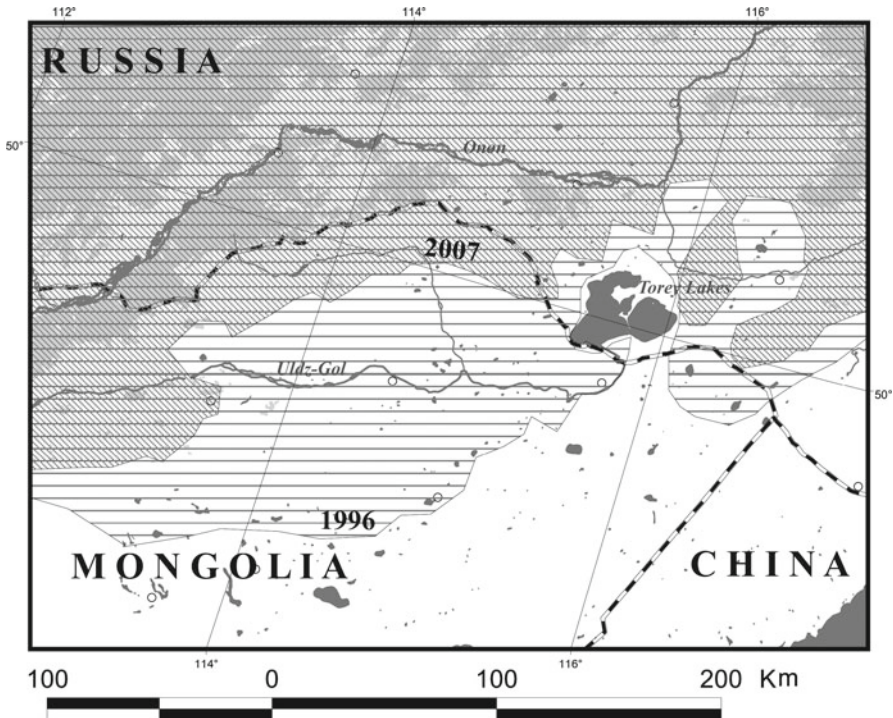 112°
114°
116°
RUSSIA
50°
Onon
2007
Torey Lakes
Uldz-Gol
50°
1996
MONGOLIA
CHINA
114°
116°
100 0 100 200 Km